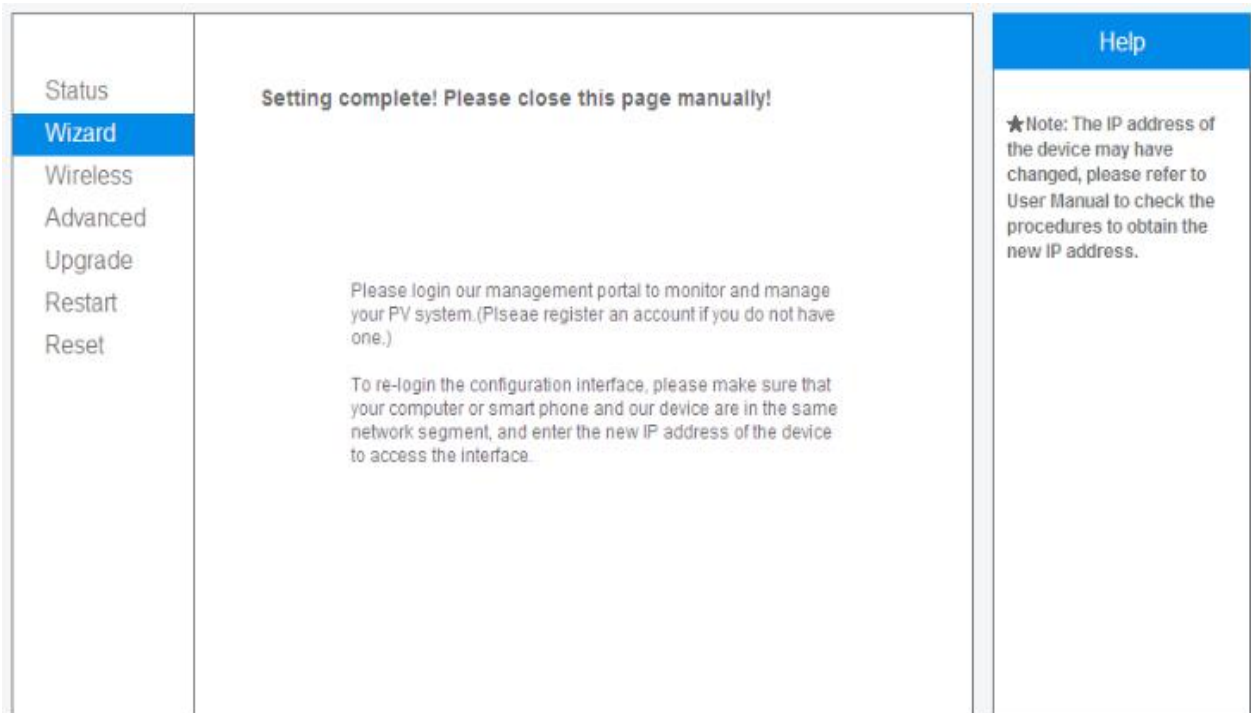 Status
Wizard
Wireless
Advanced
Upgrade
Restart
Reset
Setting complete! Please close this page manually!
Please login our management portal to monitor and manage
your PV system.(Plseae register an account if you do not have
one.)
To re-login the configuration interface, please make sure that
your computer or smart phone and our device are in the same
network segment, and enter the new IP address of the device
to access the interface.
Help
★Note: The IP address of
the device may have
changed, please refer to
User Manual to check the
procedures to obtain the
new IP address.